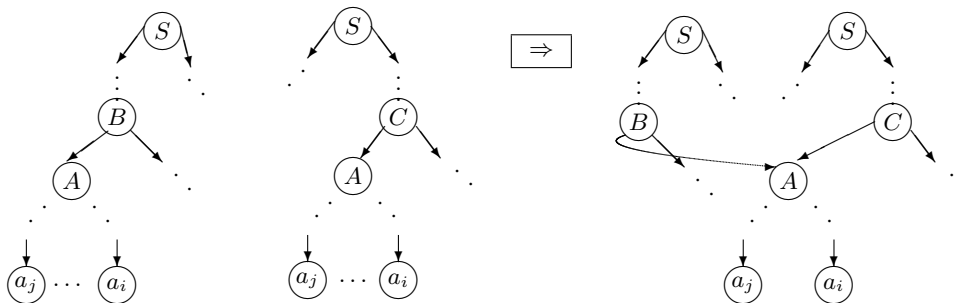 S S ⇒ S S
B C B C
A A A
a_j ... a_i a_j ... a_i a_j a_i